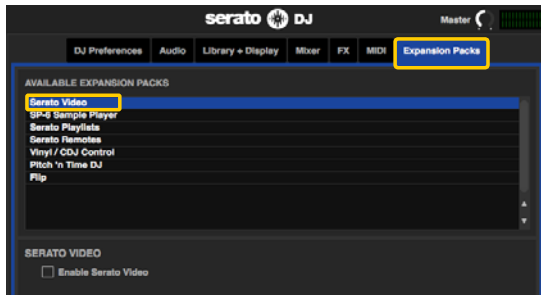 serato DJ
Master
DJ Preferences Audio Library + Display Mixer FX MIDI Expansion Packs
AVAILABLE EXPANSION PACKS
Serato Video
SP-6 Sample Player
Serato Playlists
Serato Remotes
Vinyl / CDJ Control
Pitch 'n Time DJ
Flip
SERATO VIDEO
Enable Serato Video